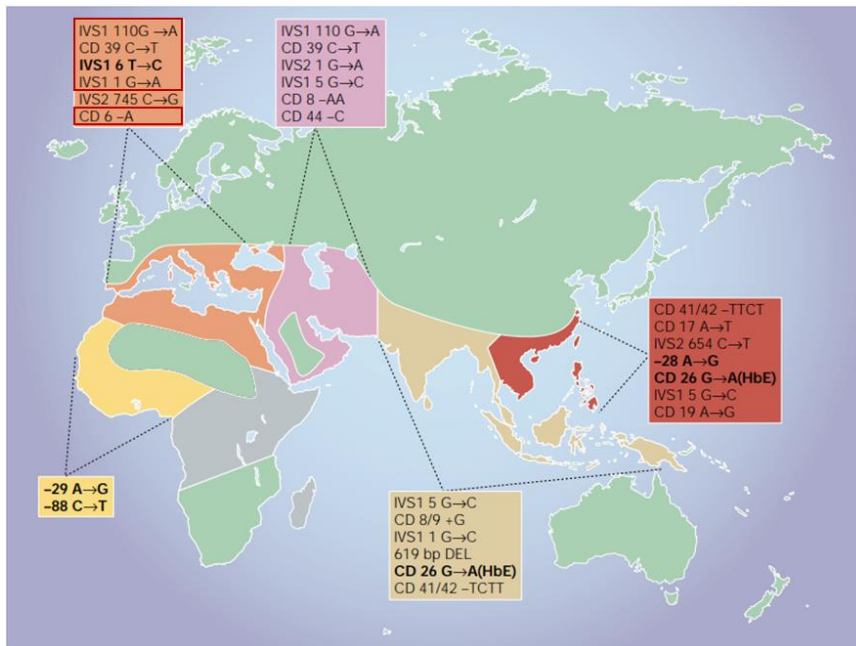 IVS1 110G →A
CD 39 C→T
IVS1 6 T→C
IVS1 1 G→A
IVS2 745 C→G
CD 6 –A
IVS1 110 G→A
CD 39 C→T
IVS2 1 G→A
IVS1 5 G→C
CD 8 –AA
CD 44 –C
CD 41/42 –TTCT
CD 17 A→T
IVS2 654 C→T
–28 A→G
CD 26 G→A(HbE)
IVS1 5 G→C
CD 19 A→G
–29 A→G
–88 C→T
IVS1 5 G→C
CD 8/9 +G
IVS1 1 G→C
619 bp DEL
CD 26 G→A(HbE)
CD 41/42 –TCTT